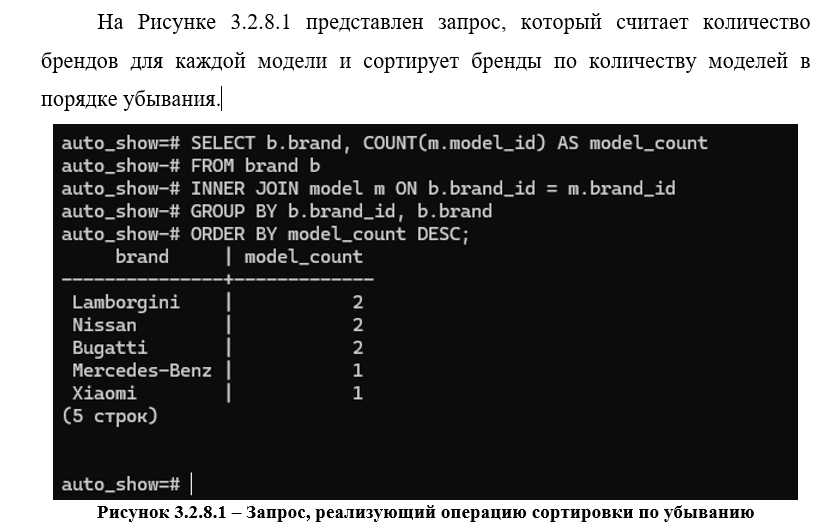 На Рисунке 3.2.8.1 представлен запрос, который считает количество
брендов для каждой модели и сортирует бренды по количеству моделей в
порядке убывания.
auto_show=# SELECT b.brand, COUNT(m.model_id) AS model_count
auto_show-# FROM brand b
auto_show-# INNER JOIN model m ON b.brand_id = m.brand_id
auto_show-# GROUP BY b.brand_id, b.brand
auto_show-# ORDER BY model_count DESC;
     brand     | model_count
---------------+-------------
 Lamborgini    |           2
 Nissan        |           2
 Bugatti       |           2
 Mercedes-Benz |           1
 Xiaomi        |           1
(5 строк)
auto_show=#
Рисунок 3.2.8.1 – Запрос, реализующий операцию сортировки по убыванию